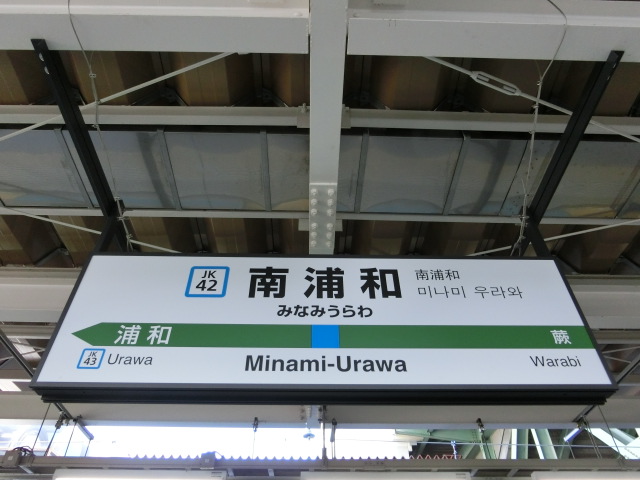 JK
42
南浦和
南浦和
미나미 우라와
みなみうらわ
浦和
蕨
JK
43
Urawa
Minami-Urawa
Warabi